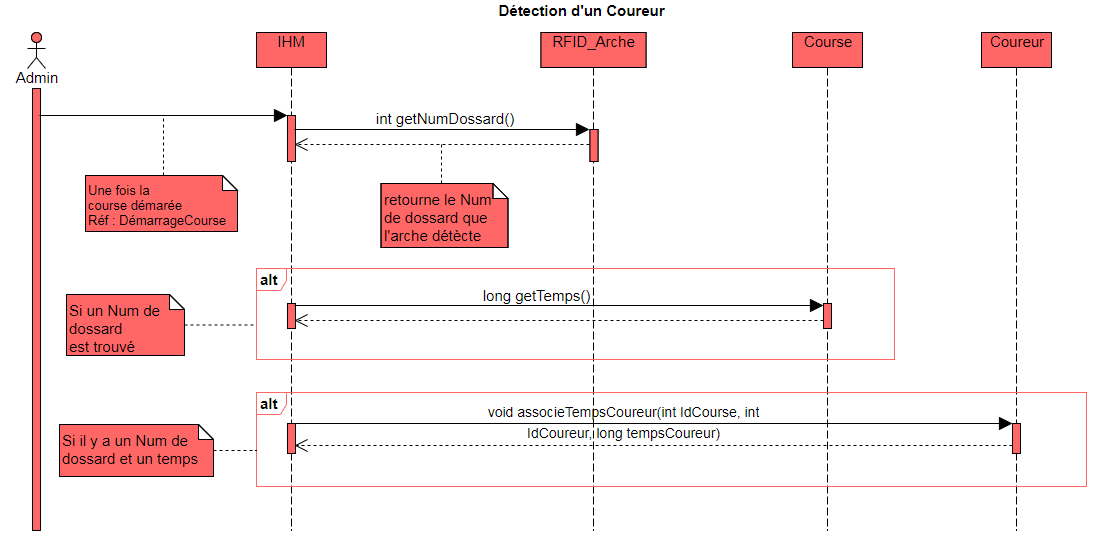 Détection d'un Coureur
Admin
IHM
RFID_Arche
Course
Coureur
int getNumDossard()
Une fois la
course démarée
Réf : DémarrageCourse
retourne le Num
de dossard que
l'arche détècte
alt
long getTemps()
Si un Num de
dossard
est trouvé
alt
void associeTempsCoureur(int IdCourse, int
IdCoureur, long tempsCoureur)
Si il y a un Num de
dossard et un temps